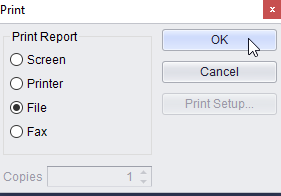 Print
x
Print Report
OK
Screen
Cancel
Printer
File
Print Setup...
Fax
Copies 1